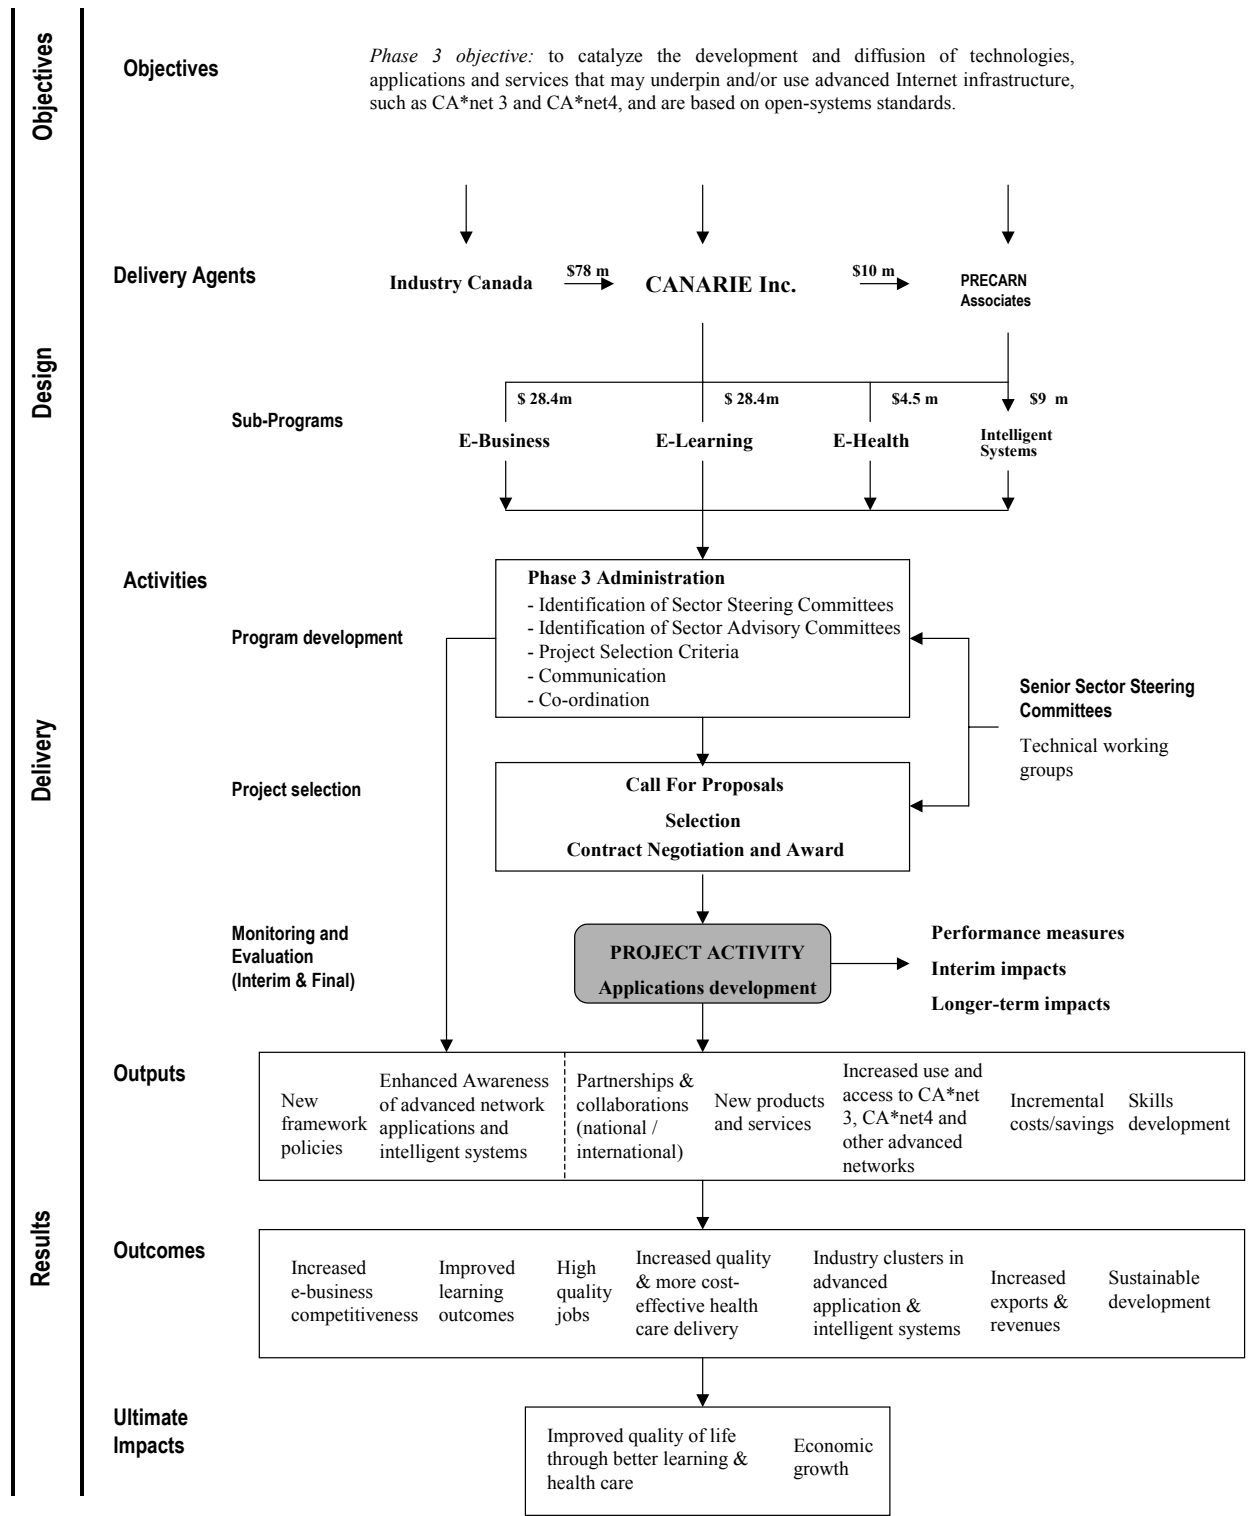 Objectives
Objectives
Phase 3 objective: to catalyze the development and diffusion of technologies,
applications and services that may underpin and/or use advanced Internet infrastructure,
such as CA*net 3 and CA*net4, and are based on open-systems standards.
Design
Delivery Agents
Industry Canada
$78 m
CANARIE Inc.
$10 m
PRECARN
Associates
Sub-Programs
$ 28.4m
$ 28.4m
$4.5 m
$9 m
E-Business
E-Learning
E-Health
Intelligent
Systems
Delivery
Activities
Program development
Phase 3 Administration
- Identification of Sector Steering Committees
- Identification of Sector Advisory Committees
- Project Selection Criteria
- Communication
- Co-ordination
Senior Sector Steering
Committees
Technical working
groups
Project selection
Call For Proposals
Selection
Contract Negotiation and Award
Monitoring and
Evaluation
(Interim & Final)
PROJECT ACTIVITY
Applications development
Performance measures
Interim impacts
Longer-term impacts
Results
Outputs
New
framework
policies
Enhanced Awareness
of advanced network
applications and
intelligent systems
Partnerships &
collaborations
(national /
international)
New products
and services
Increased use and
access to CA*net
3, CA*net4 and
other advanced
networks
Incremental
costs/savings
Skills
development
Outcomes
Increased
e-business
competitiveness
Improved
learning
outcomes
High
quality
jobs
Increased quality
& more cost-
effective health
care delivery
Industry clusters in
advanced
application &
intelligent systems
Increased
exports &
revenues
Sustainable
development
Ultimate
Impacts
Improved quality of life
through better learning &
health care
Economic
growth